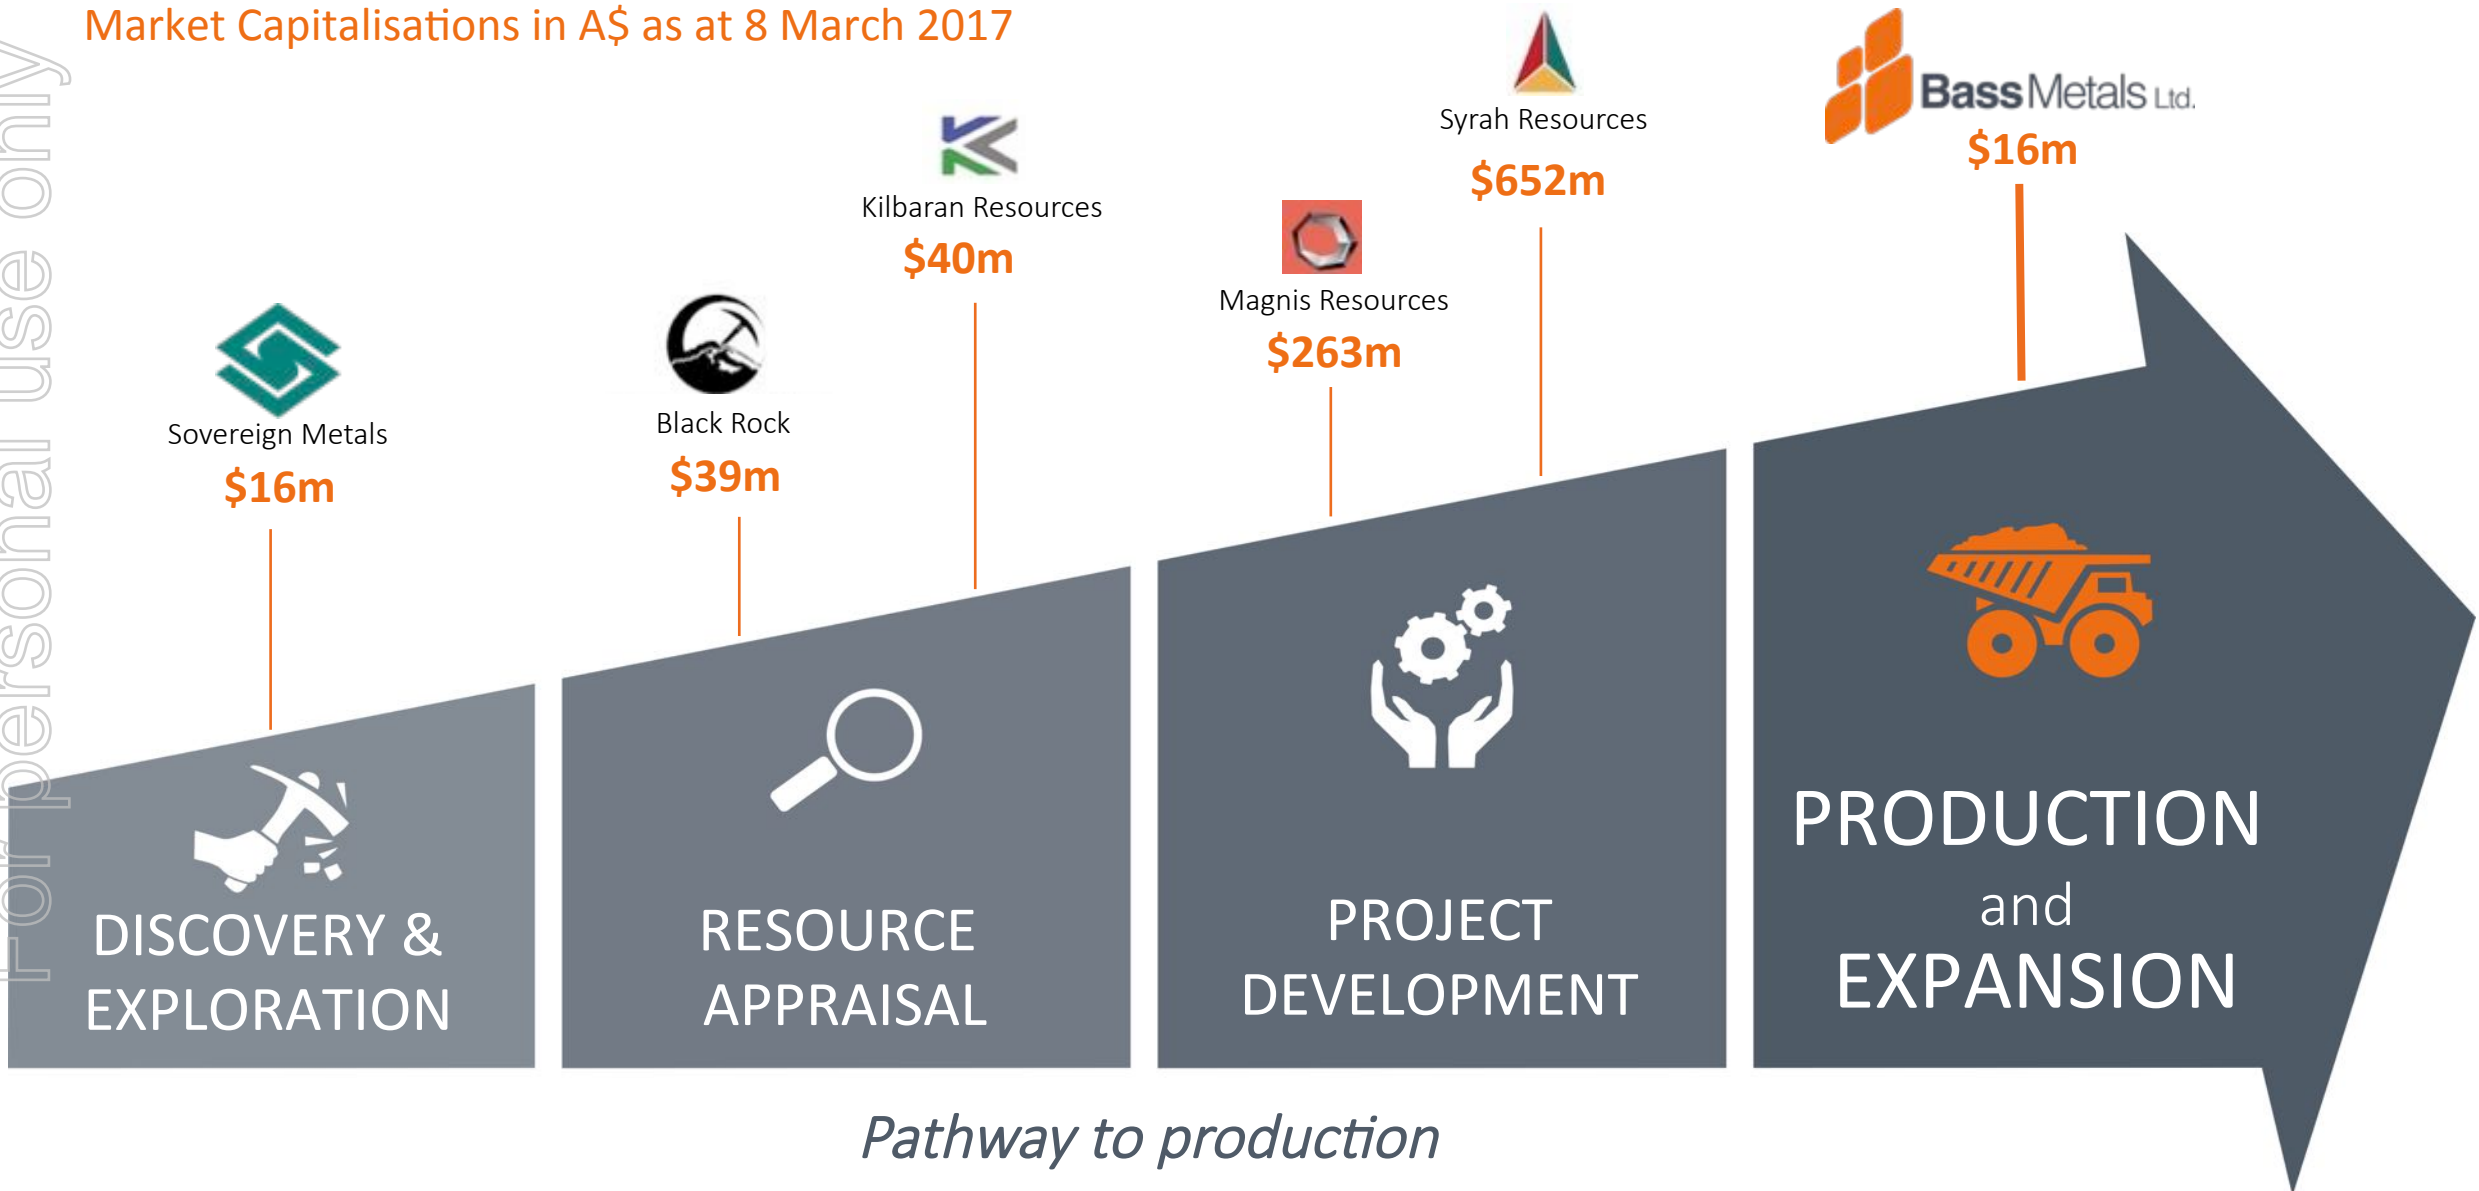 Market Capitalisations in A$ as at 8 March 2017
For personal use only
Sovereign Metals
$16m
Black Rock
$39m
Kilbaran Resources
$40m
Magnis Resources
$263m
Syrah Resources
$652m
BassMetals Ltd.
$16m
DISCOVERY &
EXPLORATION
RESOURCE
APPRAISAL
PROJECT
DEVELOPMENT
PRODUCTION
and
EXPANSION
Pathway to production